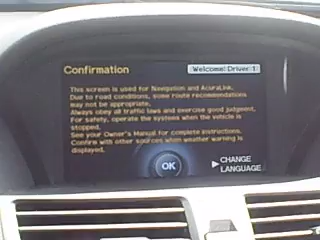 Confirmation
Welcome! Driver 1
This screen is used for Navigation and AcuraLink.
Due to road conditions, some route recommendations
may not be appropriate.
Always obey all traffic laws and exercise good judgment.
For safety, operate the systems when the vehicle is
stopped.
See your Owner's Manual for complete instructions.
Confirm with other sources when weather warning is
displayed.
OK
CHANGE
LANGUAGE